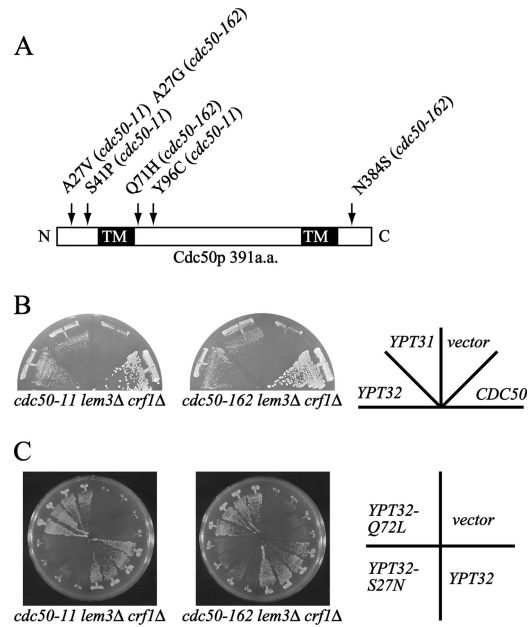 A
A27V (cdc50-11) A27G (cdc50-162)
S41P (cdc50-11)
Q71H (cdc50-162)
Y96C (cdc50-11)
N384S (cdc50-162)
N TM TM C
Cdc50p 391a.a.
B
YPT31 vector
YPT32 CDC50
cdc50-11 lem3Δ crf1Δ cdc50-162 lem3Δ crf1Δ
C
YPT32-Q72L vector
YPT32-S27N YPT32
cdc50-11 lem3Δ crf1Δ cdc50-162 lem3Δ crf1Δ